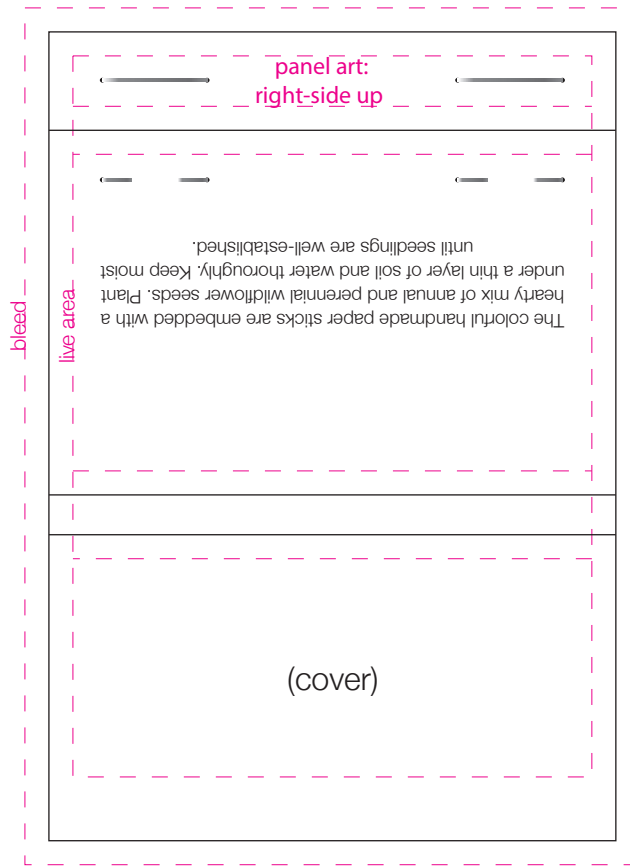 panel art:
right-side up
The colorful handmade paper sticks are embedded with a
hearty mix of annual and perennial wildflower seeds. Plant
under a thin layer of soil and water thoroughly. Keep moist
until seedlings are well-established.
bleed
live area
(cover)